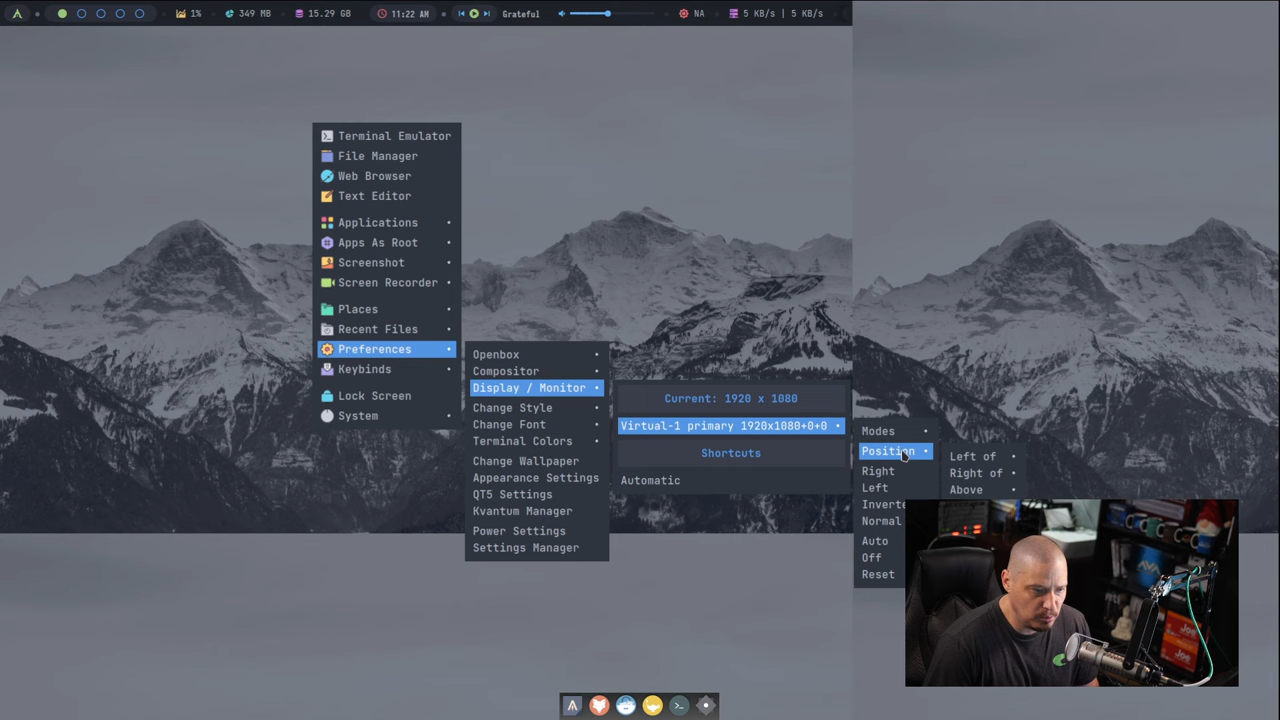 1% 349 MB 15.29 GB 11:22 AM Grateful NA 5 KB/s | 5 KB/s
Terminal Emulator
File Manager
Web Browser
Text Editor
Applications
Apps As Root
Screenshot
Screen Recorder
Places
Recent Files
Preferences
Keybinds
Lock Screen
System
Openbox
Compositor
Display / Monitor
Change Style
Change Font
Terminal Colors
Change Wallpaper
Appearance Settings
QT5 Settings
Kvantum Manager
Power Settings
Settings Manager
Current: 1920 x 1080
Virtual-1 primary 1920x1080+0+0
Shortcuts
Automatic
Modes
Position
Right
Left
Inverte
Normal
Auto
Off
Reset
Left of
Right of
Above